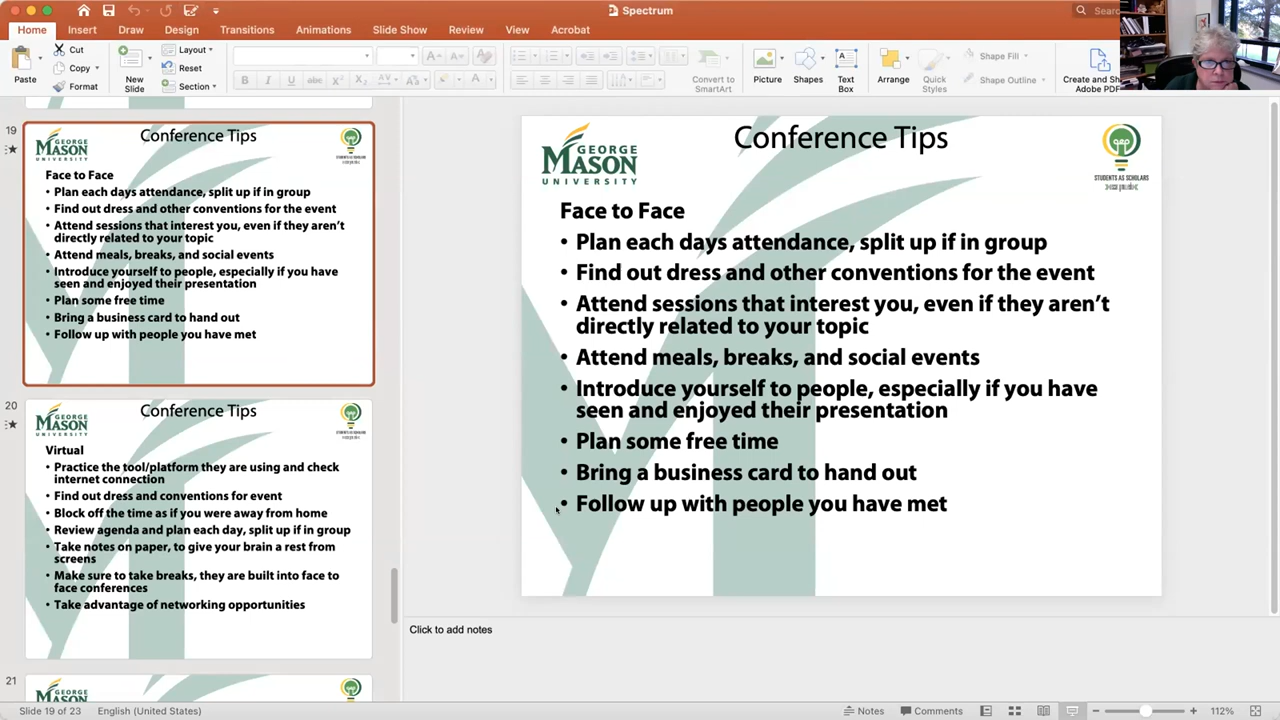 Spectrum
Home Insert Draw Design Transitions Animations Slide Show Review View Acrobat
Paste
Cut
Copy
Format
New
Slide
Layout
Reset
Section
Convert to
SmartArt
Picture
Shapes
Text
Box
Arrange
Quick
Styles
Shape Fill
Shape Outline
Create and Sh
Adobe PDF
19
GEORGE
MASON
UNIVERSITY
Conference Tips
Face to Face
• Plan each days attendance, split up if in group
• Find out dress and other conventions for the event
• Attend sessions that interest you, even if they aren't
directly related to your topic
• Attend meals, breaks, and social events
• Introduce yourself to people, especially if you have
seen and enjoyed their presentation
• Plan some free time
• Bring a business card to hand out
• Follow up with people you have met
20
GEORGE
MASON
UNIVERSITY
Conference Tips
Virtual
• Practice the tool/platform they are using and check
internet connection
• Find out dress and conventions for event
• Block off the time as if you were away from home
• Review agenda and plan each day, split up if in group
• Take notes on paper, to give your brain a rest from
screens
• Make sure to take breaks, they are built into face to
face conferences
• Take advantage of networking opportunities
21
GEORGE
GEORGE
MASON
UNIVERSITY
Conference Tips
STUDENTS AS SCHOLARS
Face to Face
• Plan each days attendance, split up if in group
• Find out dress and other conventions for the event
• Attend sessions that interest you, even if they aren't
directly related to your topic
• Attend meals, breaks, and social events
• Introduce yourself to people, especially if you have
seen and enjoyed their presentation
• Plan some free time
• Bring a business card to hand out
• Follow up with people you have met
Click to add notes
Slide 19 of 23 English (United States) Notes Comments 112%